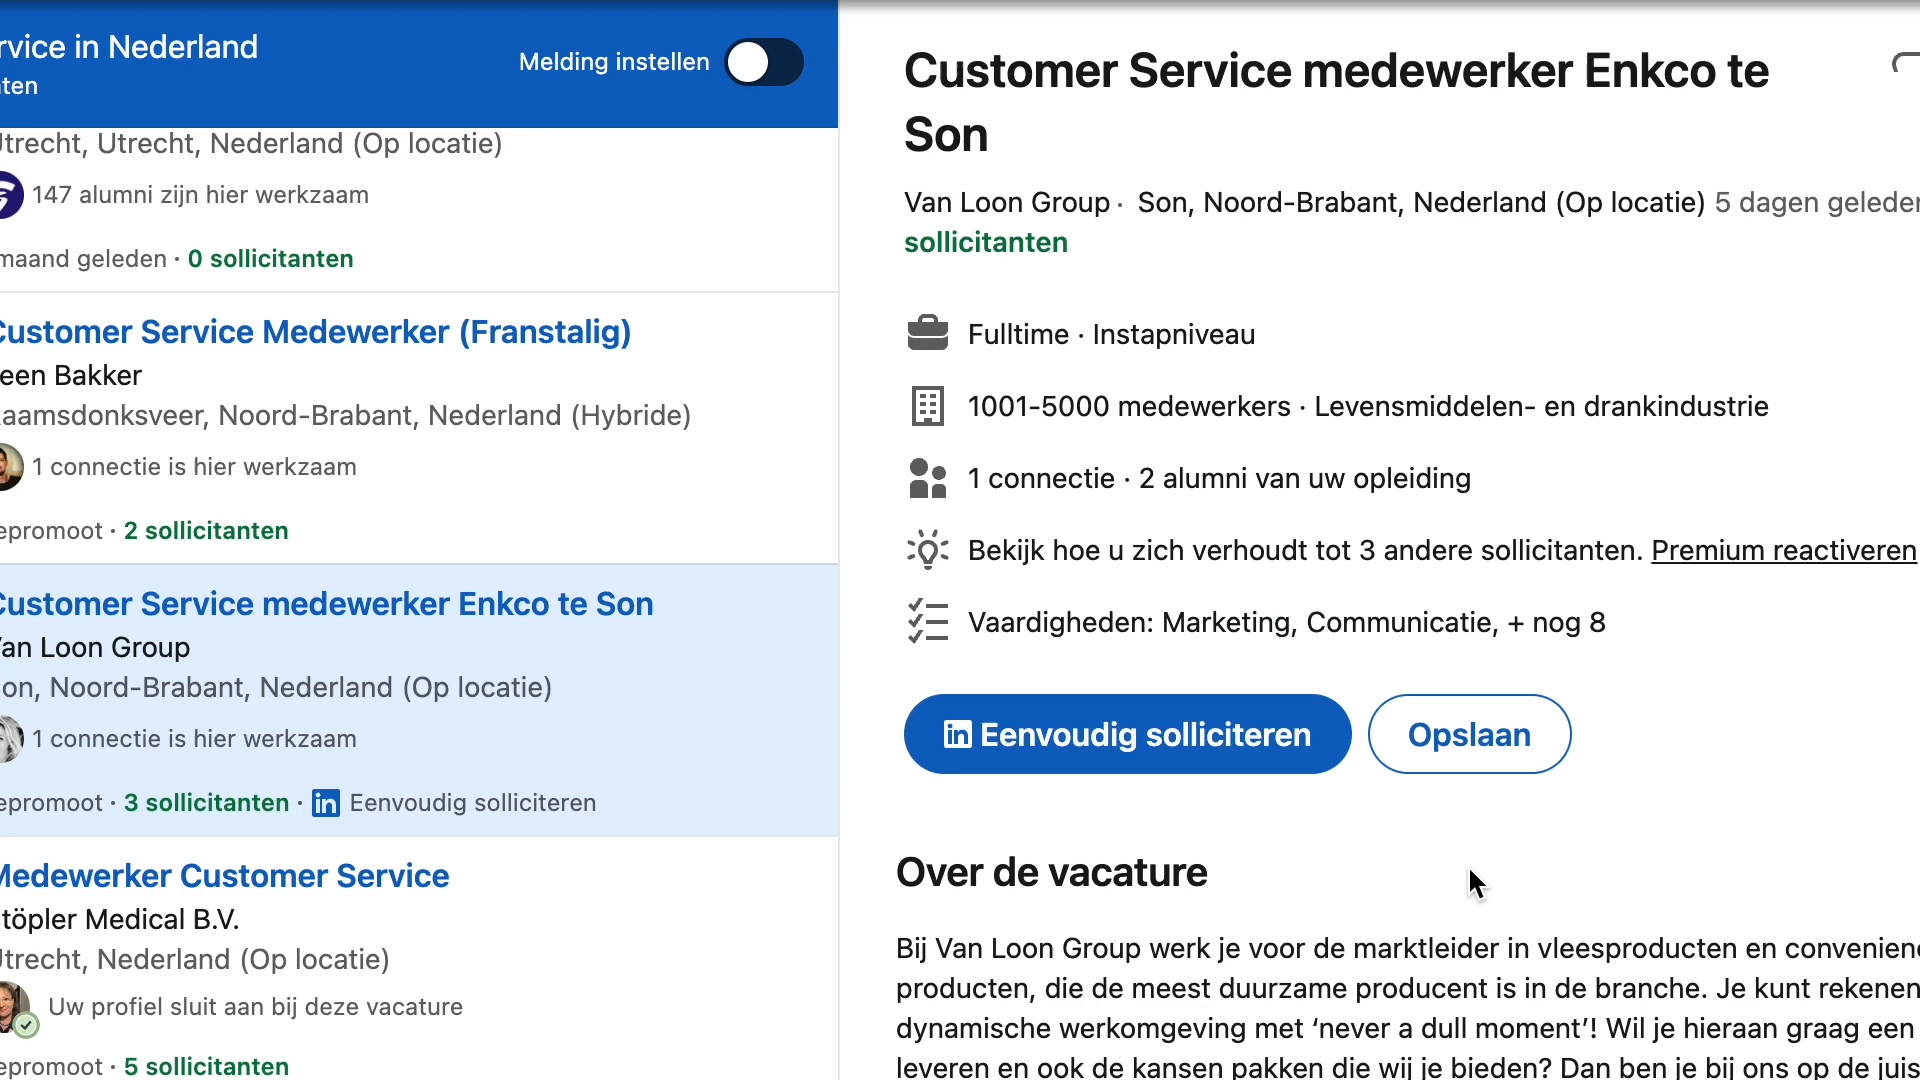 rvice in Nederland
Melding instellen
ten
Utrecht, Utrecht, Nederland (Op locatie)
147 alumni zijn hier werkzaam
maand geleden · 0 sollicitanten
Customer Service Medewerker (Franstalig)
een Bakker
aamsdonksveer, Noord-Brabant, Nederland (Hybride)
1 connectie is hier werkzaam
epromoot · 2 sollicitanten
Customer Service medewerker Enkco te Son
Van Loon Group
on, Noord-Brabant, Nederland (Op locatie)
1 connectie is hier werkzaam
epromoot · 3 sollicitanten · in Eenvoudig solliciteren
Medewerker Customer Service
töpler Medical B.V.
Utrecht, Nederland (Op locatie)
Uw profiel sluit aan bij deze vacature
epromoot · 5 sollicitanten
Customer Service medewerker Enkco te
Son
Van Loon Group · Son, Noord-Brabant, Nederland (Op locatie) 5 dagen geleden
sollicitanten
Fulltime · Instapniveau
1001-5000 medewerkers · Levensmiddelen- en drankindustrie
1 connectie · 2 alumni van uw opleiding
Bekijk hoe u zich verhoudt tot 3 andere sollicitanten. Premium reactiveren
Vaardigheden: Marketing, Communicatie, + nog 8
in Eenvoudig solliciteren
Opslaan
Over de vacature
Bij Van Loon Group werk je voor de marktleider in vleesproducten en convenienc
producten, die de meest duurzame producent is in de branche. Je kunt rekenen
dynamische werkomgeving met ‘never a dull moment’! Wil je hieraan graag een
leveren en ook de kansen pakken die wij je bieden? Dan ben je bij ons op de juis